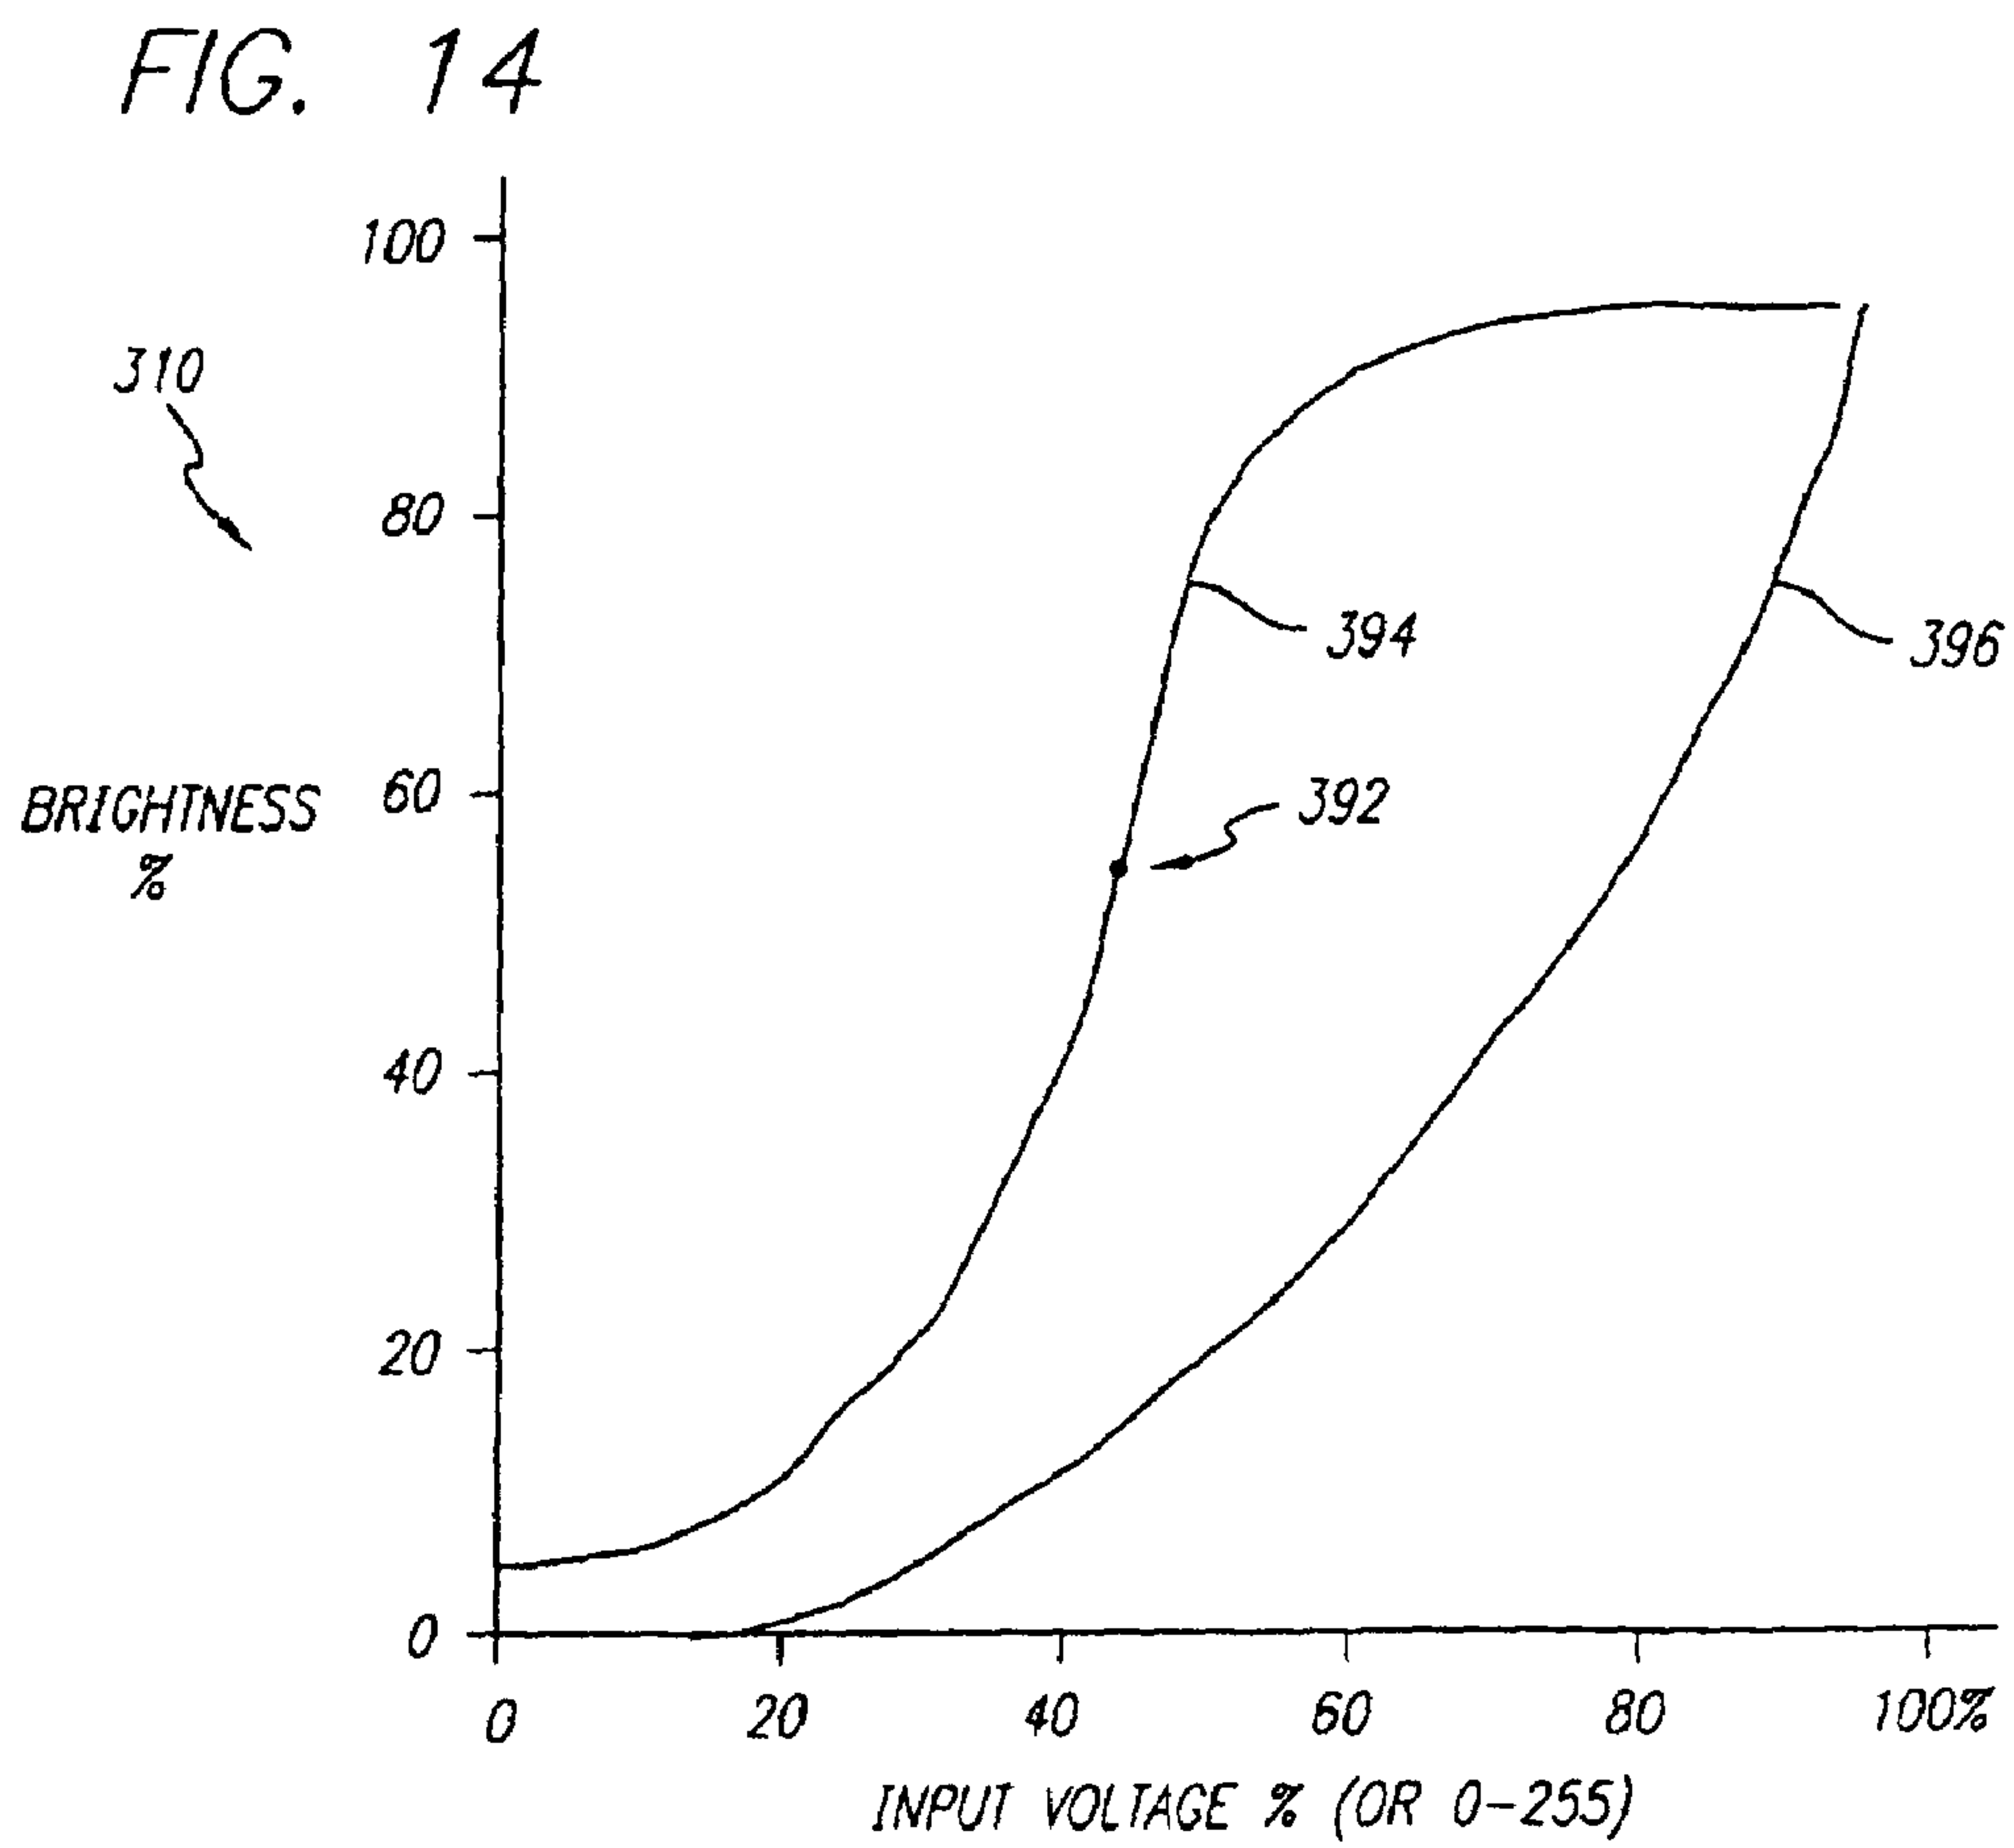 FIG. 14
100
310
80
394
396
60
392
BRIGHTNESS
%
40
20
0
0 20 40 60 80 100%
INPUT VOLTAGE % (OR 0-255)